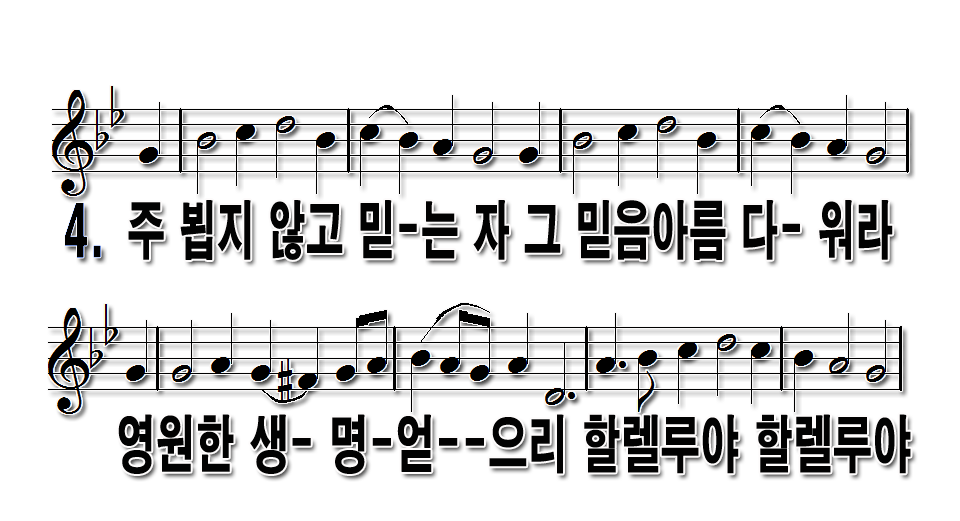 4. 주 뵙지 않고 믿-는 자 그 믿음아름 다- 워라
영원한 생- 명-얻--으리 할렐루야 할렐루야